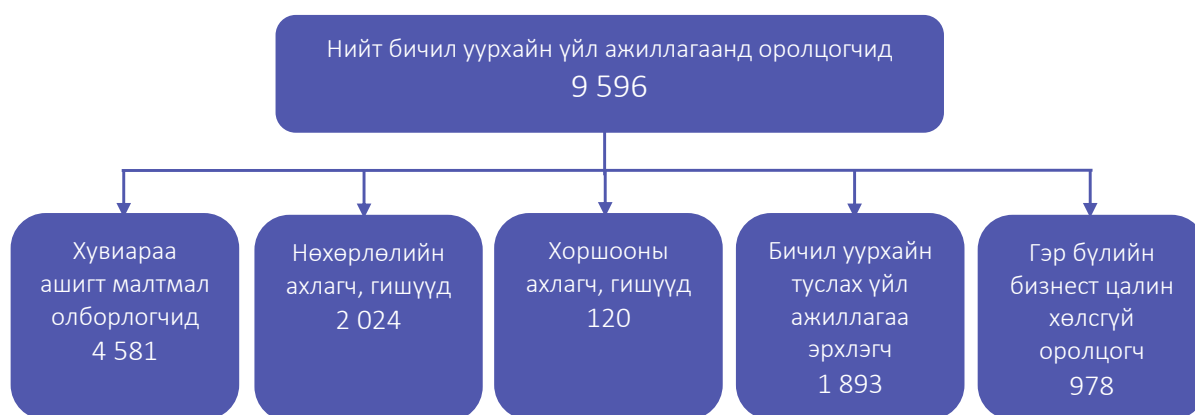 Нийт бичил уурхайн үйл ажиллагаанд оролцогчид
9 596
Хувиараа
ашигт малтмал
олборлогчид
4 581
Нөхөрлөлийн
ахлагч, гишүүд
2 024
Хоршооны
ахлагч, гишүүд
120
Бичил уурхайн
туслах үйл
ажиллагаа
эрхлэгч
1 893
Гэр бүлийн
бизнест цалин
хөлсгүй
оролцогч
978